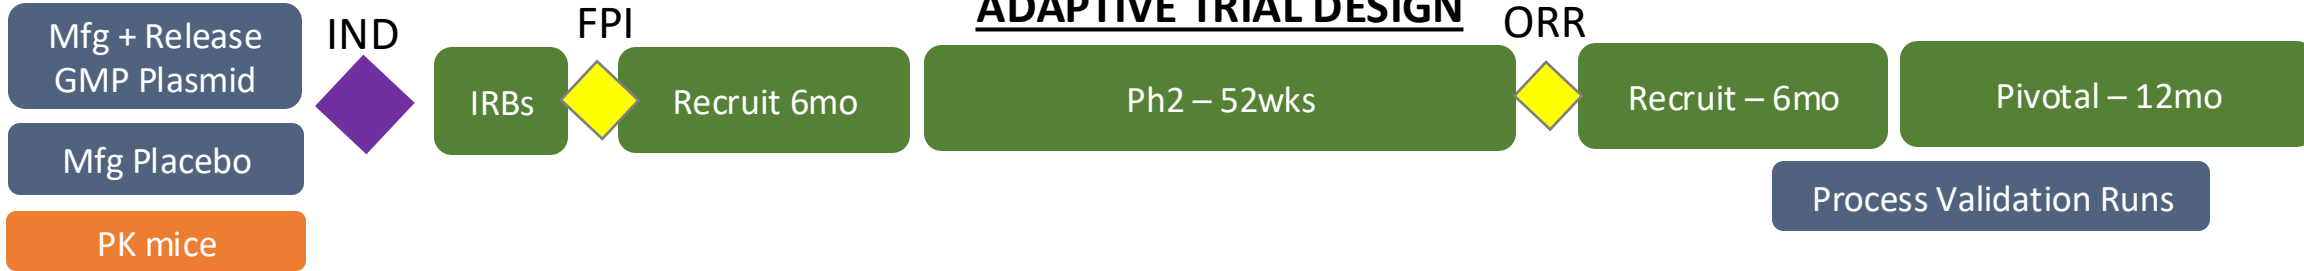 ADAPTIVE TRIAL DESIGN
Mfg + Release
GMP Plasmid
Mfg Placebo
PK mice
IND
IRBs
FPI
Recruit 6mo
Ph2 – 52wks
ORR
Recruit – 6mo
Pivotal – 12mo
Process Validation Runs